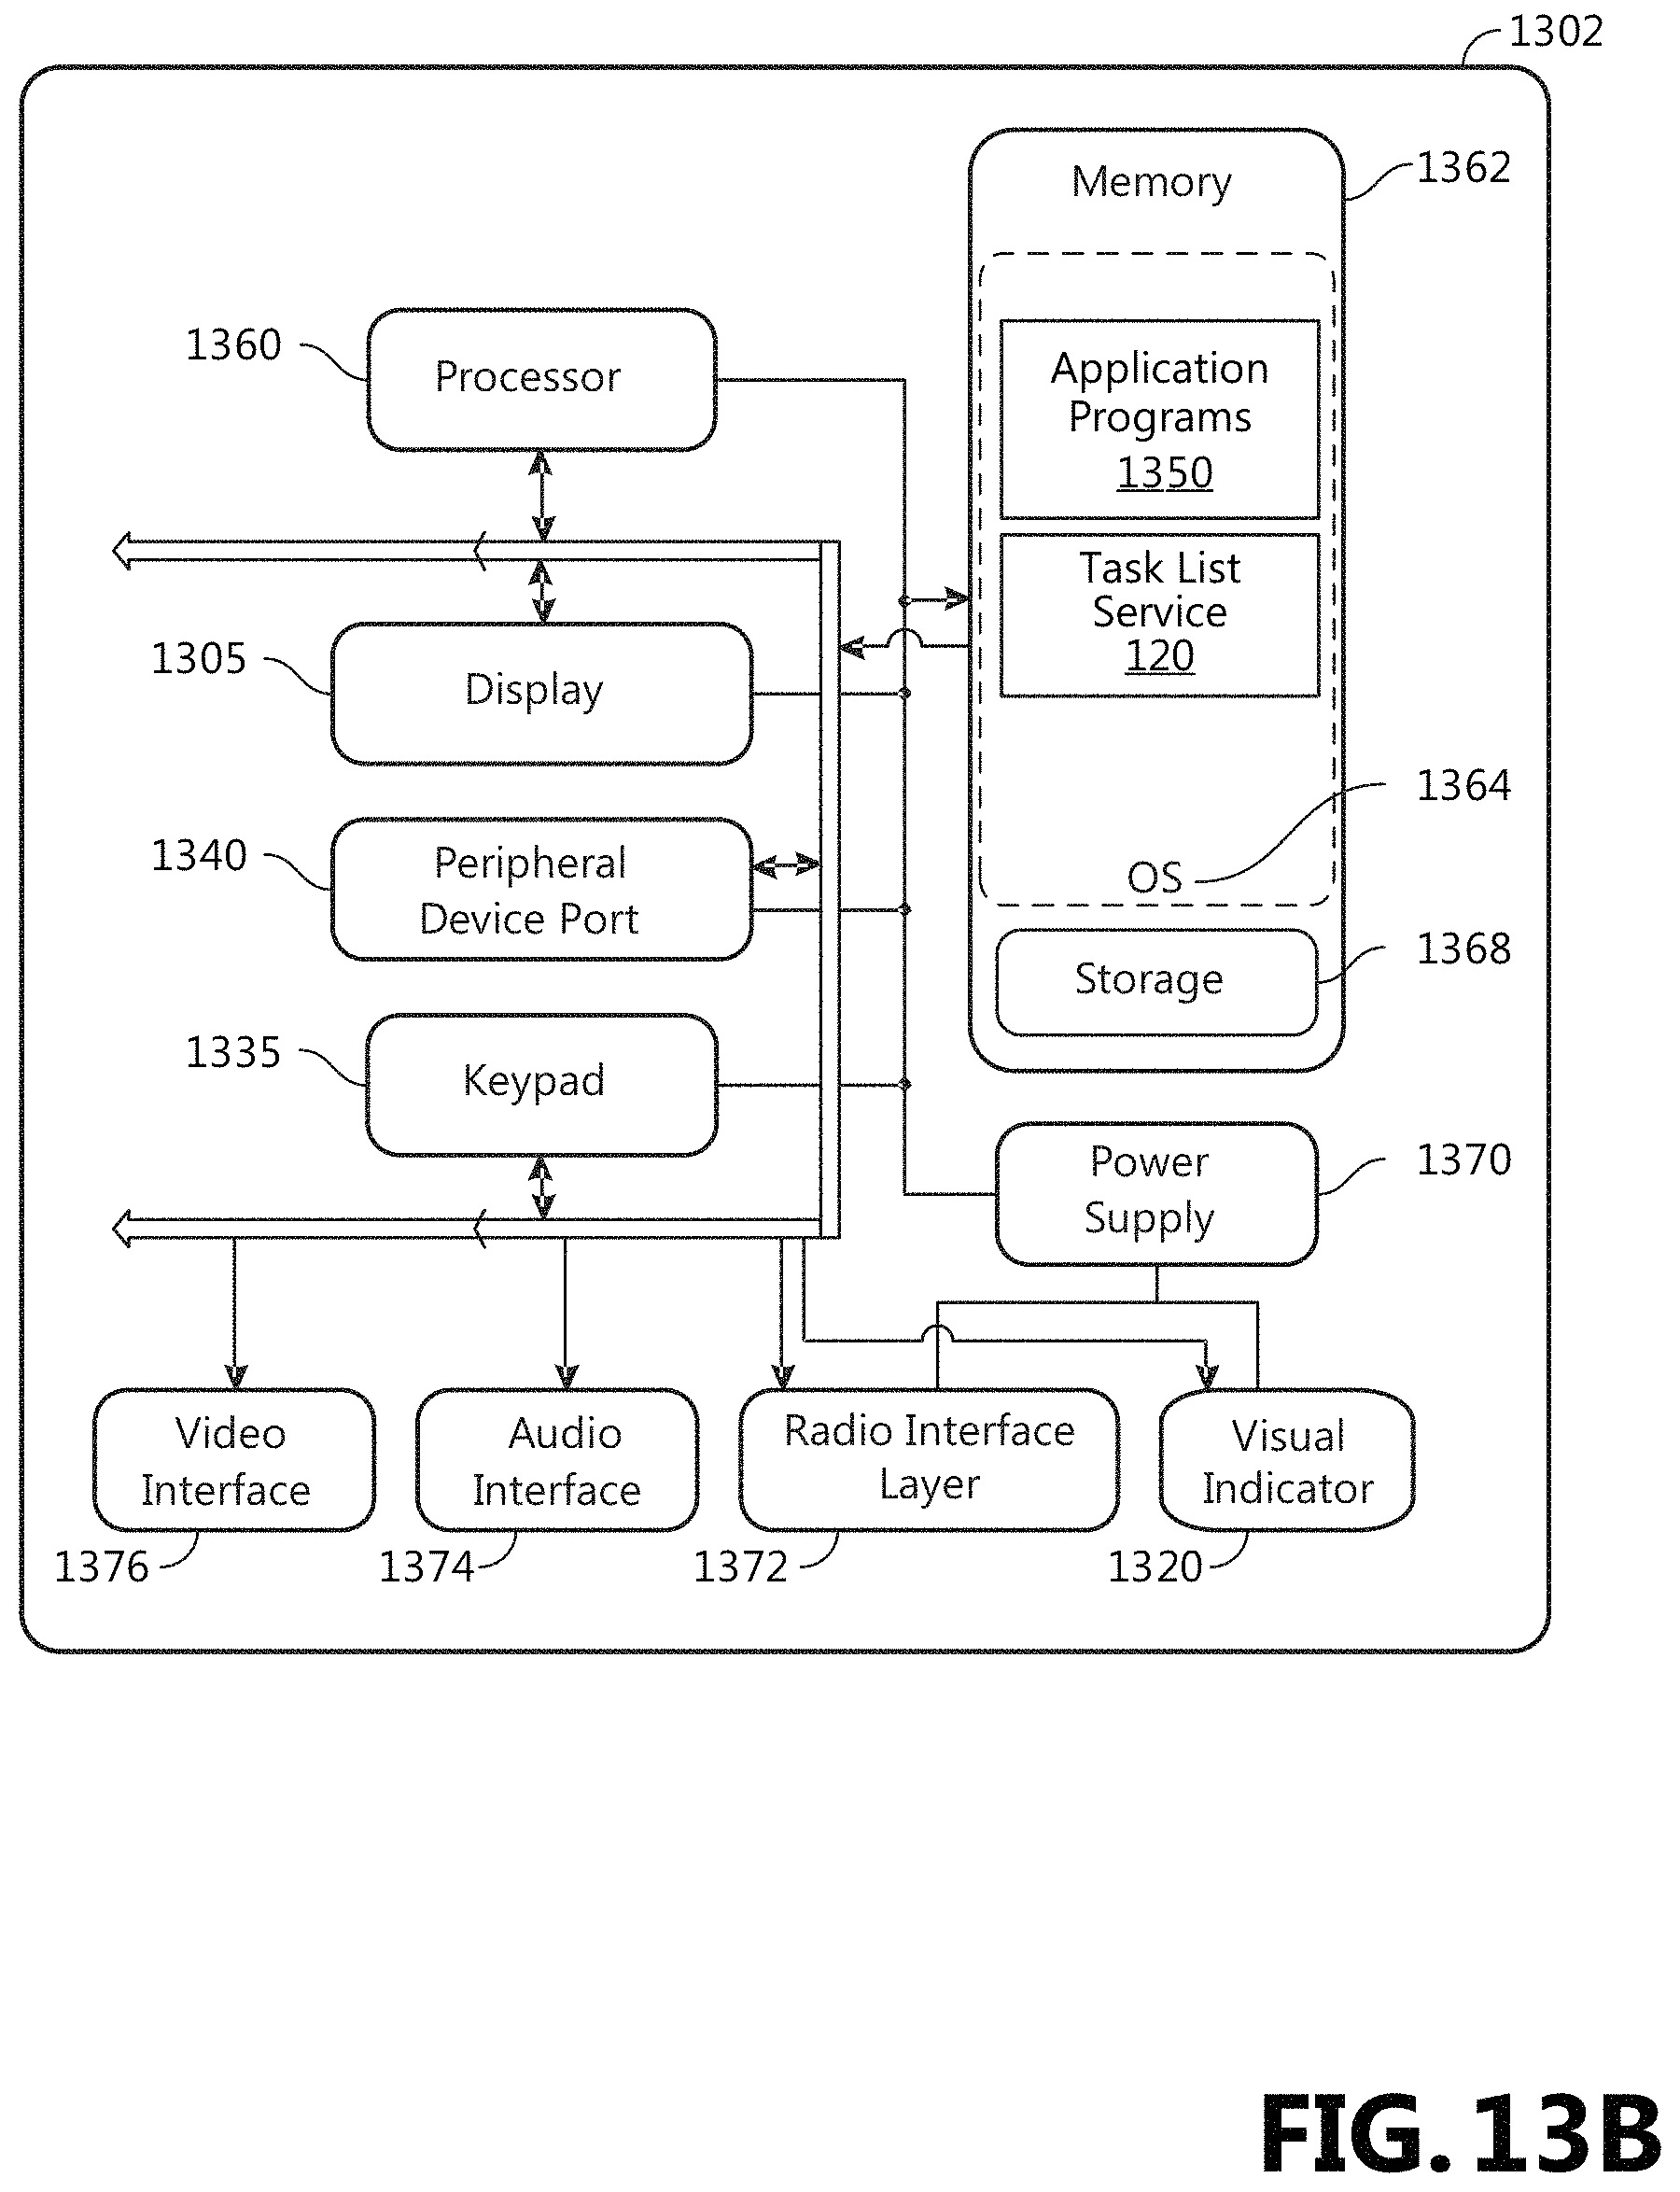 1302
Memory
1362
Application
Programs
1350
1360
Processor
Task List
Service
120
1305
Display
1364
OS
1340
Peripheral
Device Port
Storage
1368
1335
Keypad
Power
Supply
1370
Video
Interface
Audio
Interface
Radio Interface
Layer
Visual
Indicator
1376
1374
1372
1320
FIG. 13B